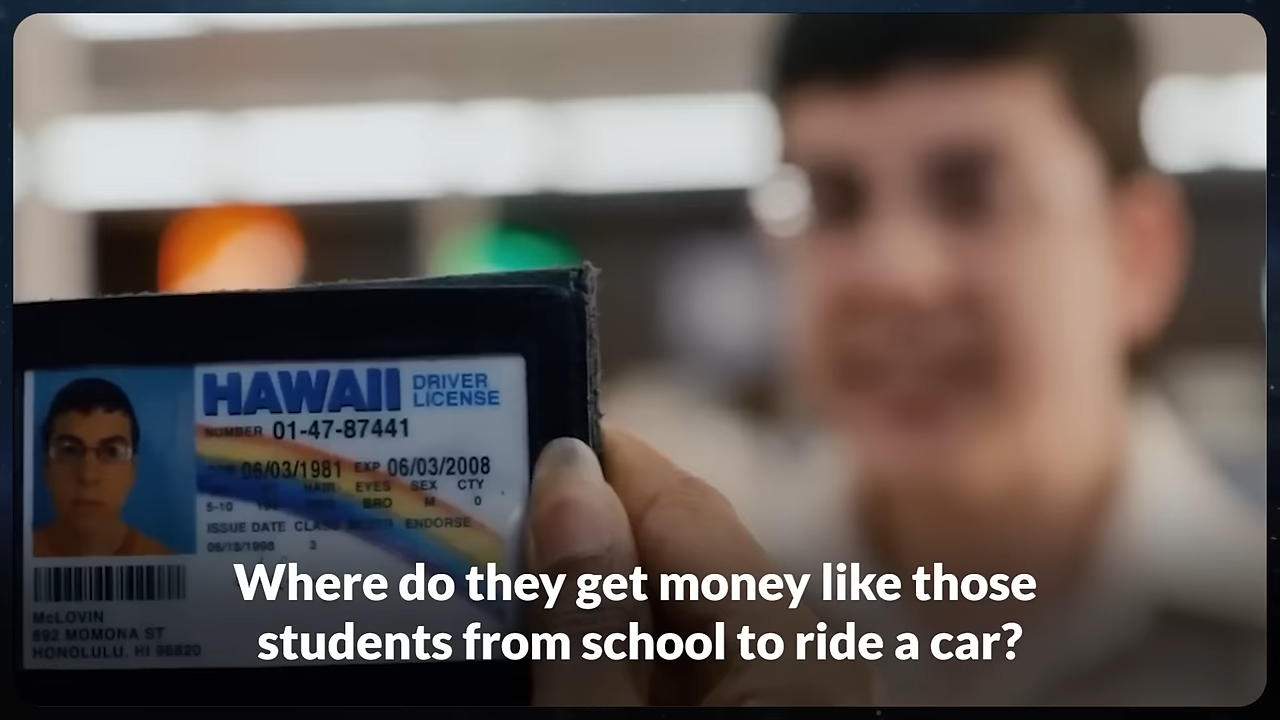 HAWAII DRIVER LICENSE
NUMBER 01-47-87441
06/03/1981 EXP 06/03/2008
HAIR EYES SEX CTY
5-10 BRO M 0
ISSUE DATE CLASS ENDORSE
06/18/1998 3
McLOVIN
892 MOMONA ST
HONOLULU, HI 96820
Where do they get money like those
students from school to ride a car?